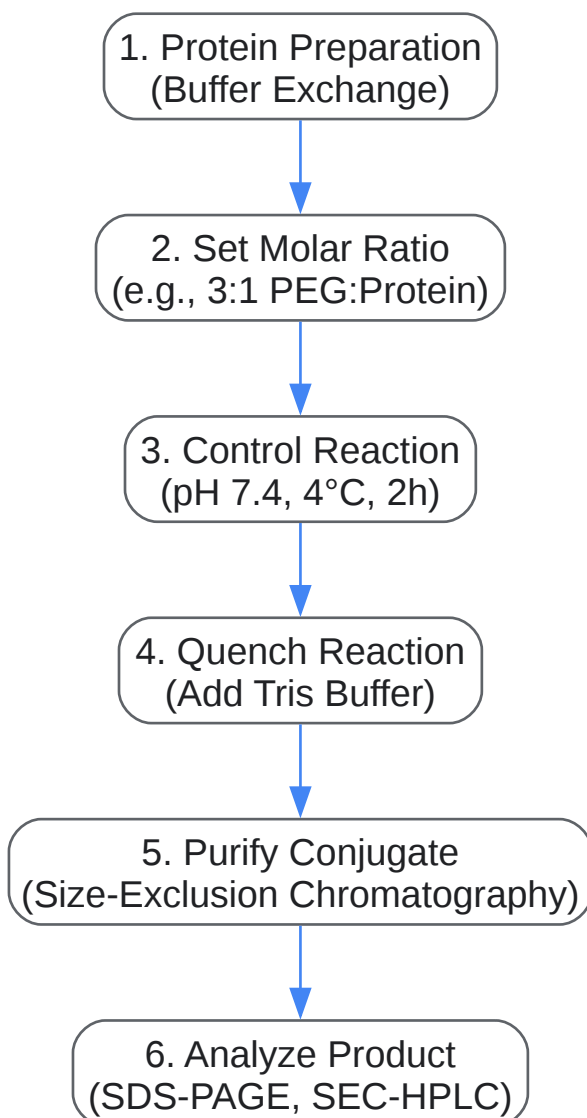 1. Protein Preparation
(Buffer Exchange)
2. Set Molar Ratio
(e.g., 3:1 PEG:Protein)
3. Control Reaction
(pH 7.4, 4°C, 2h)
4. Quench Reaction
(Add Tris Buffer)
5. Purify Conjugate
(Size-Exclusion Chromatography)
6. Analyze Product
(SDS-PAGE, SEC-HPLC)